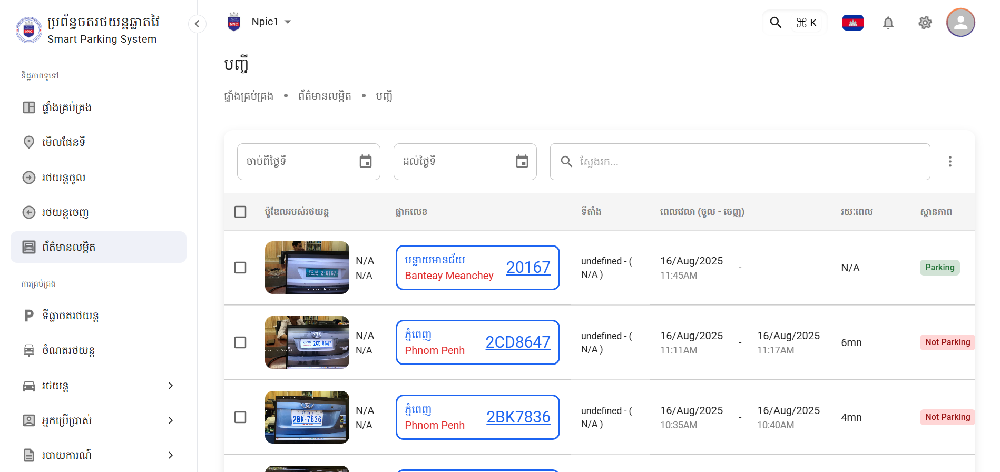 ប្រព័ន្ធចតរថយន្តឆ្លាតវៃ
Smart Parking System
ទិដ្ឋភាពទូទៅ
ផ្ទាំងគ្រប់គ្រង
មើលផែនទី
រថយន្តចូល
រថយន្តចេញ
ព័ត៌មានលម្អិត
ការគ្រប់គ្រង
ទីធ្លាចតរថយន្ត
ចំណតរថយន្ត
រថយន្ត
អ្នកប្រើប្រាស់
របាយការណ៍
Npic1
⌘ K
បញ្ជី
ផ្ទាំងគ្រប់គ្រង • ព័ត៌មានលម្អិត • បញ្ជី
ចាប់ពីថ្ងៃទី
ដល់ថ្ងៃទី
ស្វែងរក...
ម៉ូឌែលរបស់រថយន្ត ផ្លាកលេខ ទីតាំង ពេលវេលា (ចូល - ចេញ) រយៈពេល ស្ថានភាព
2-0167
N/A
N/A
បន្ទាយមានជ័យ
Banteay Meanchey
20167
undefined - (
N/A )
16/Aug/2025
11:45AM
-
N/A
Parking
2CD-8647
N/A
N/A
ភ្នំពេញ
Phnom Penh
2CD8647
undefined - (
N/A )
16/Aug/2025
11:11AM
-
16/Aug/2025
11:17AM
6mn
Not Parking
2BK-7836
N/A
N/A
ភ្នំពេញ
Phnom Penh
2BK7836
undefined - (
N/A )
16/Aug/2025
10:35AM
-
16/Aug/2025
10:40AM
4mn
Not Parking